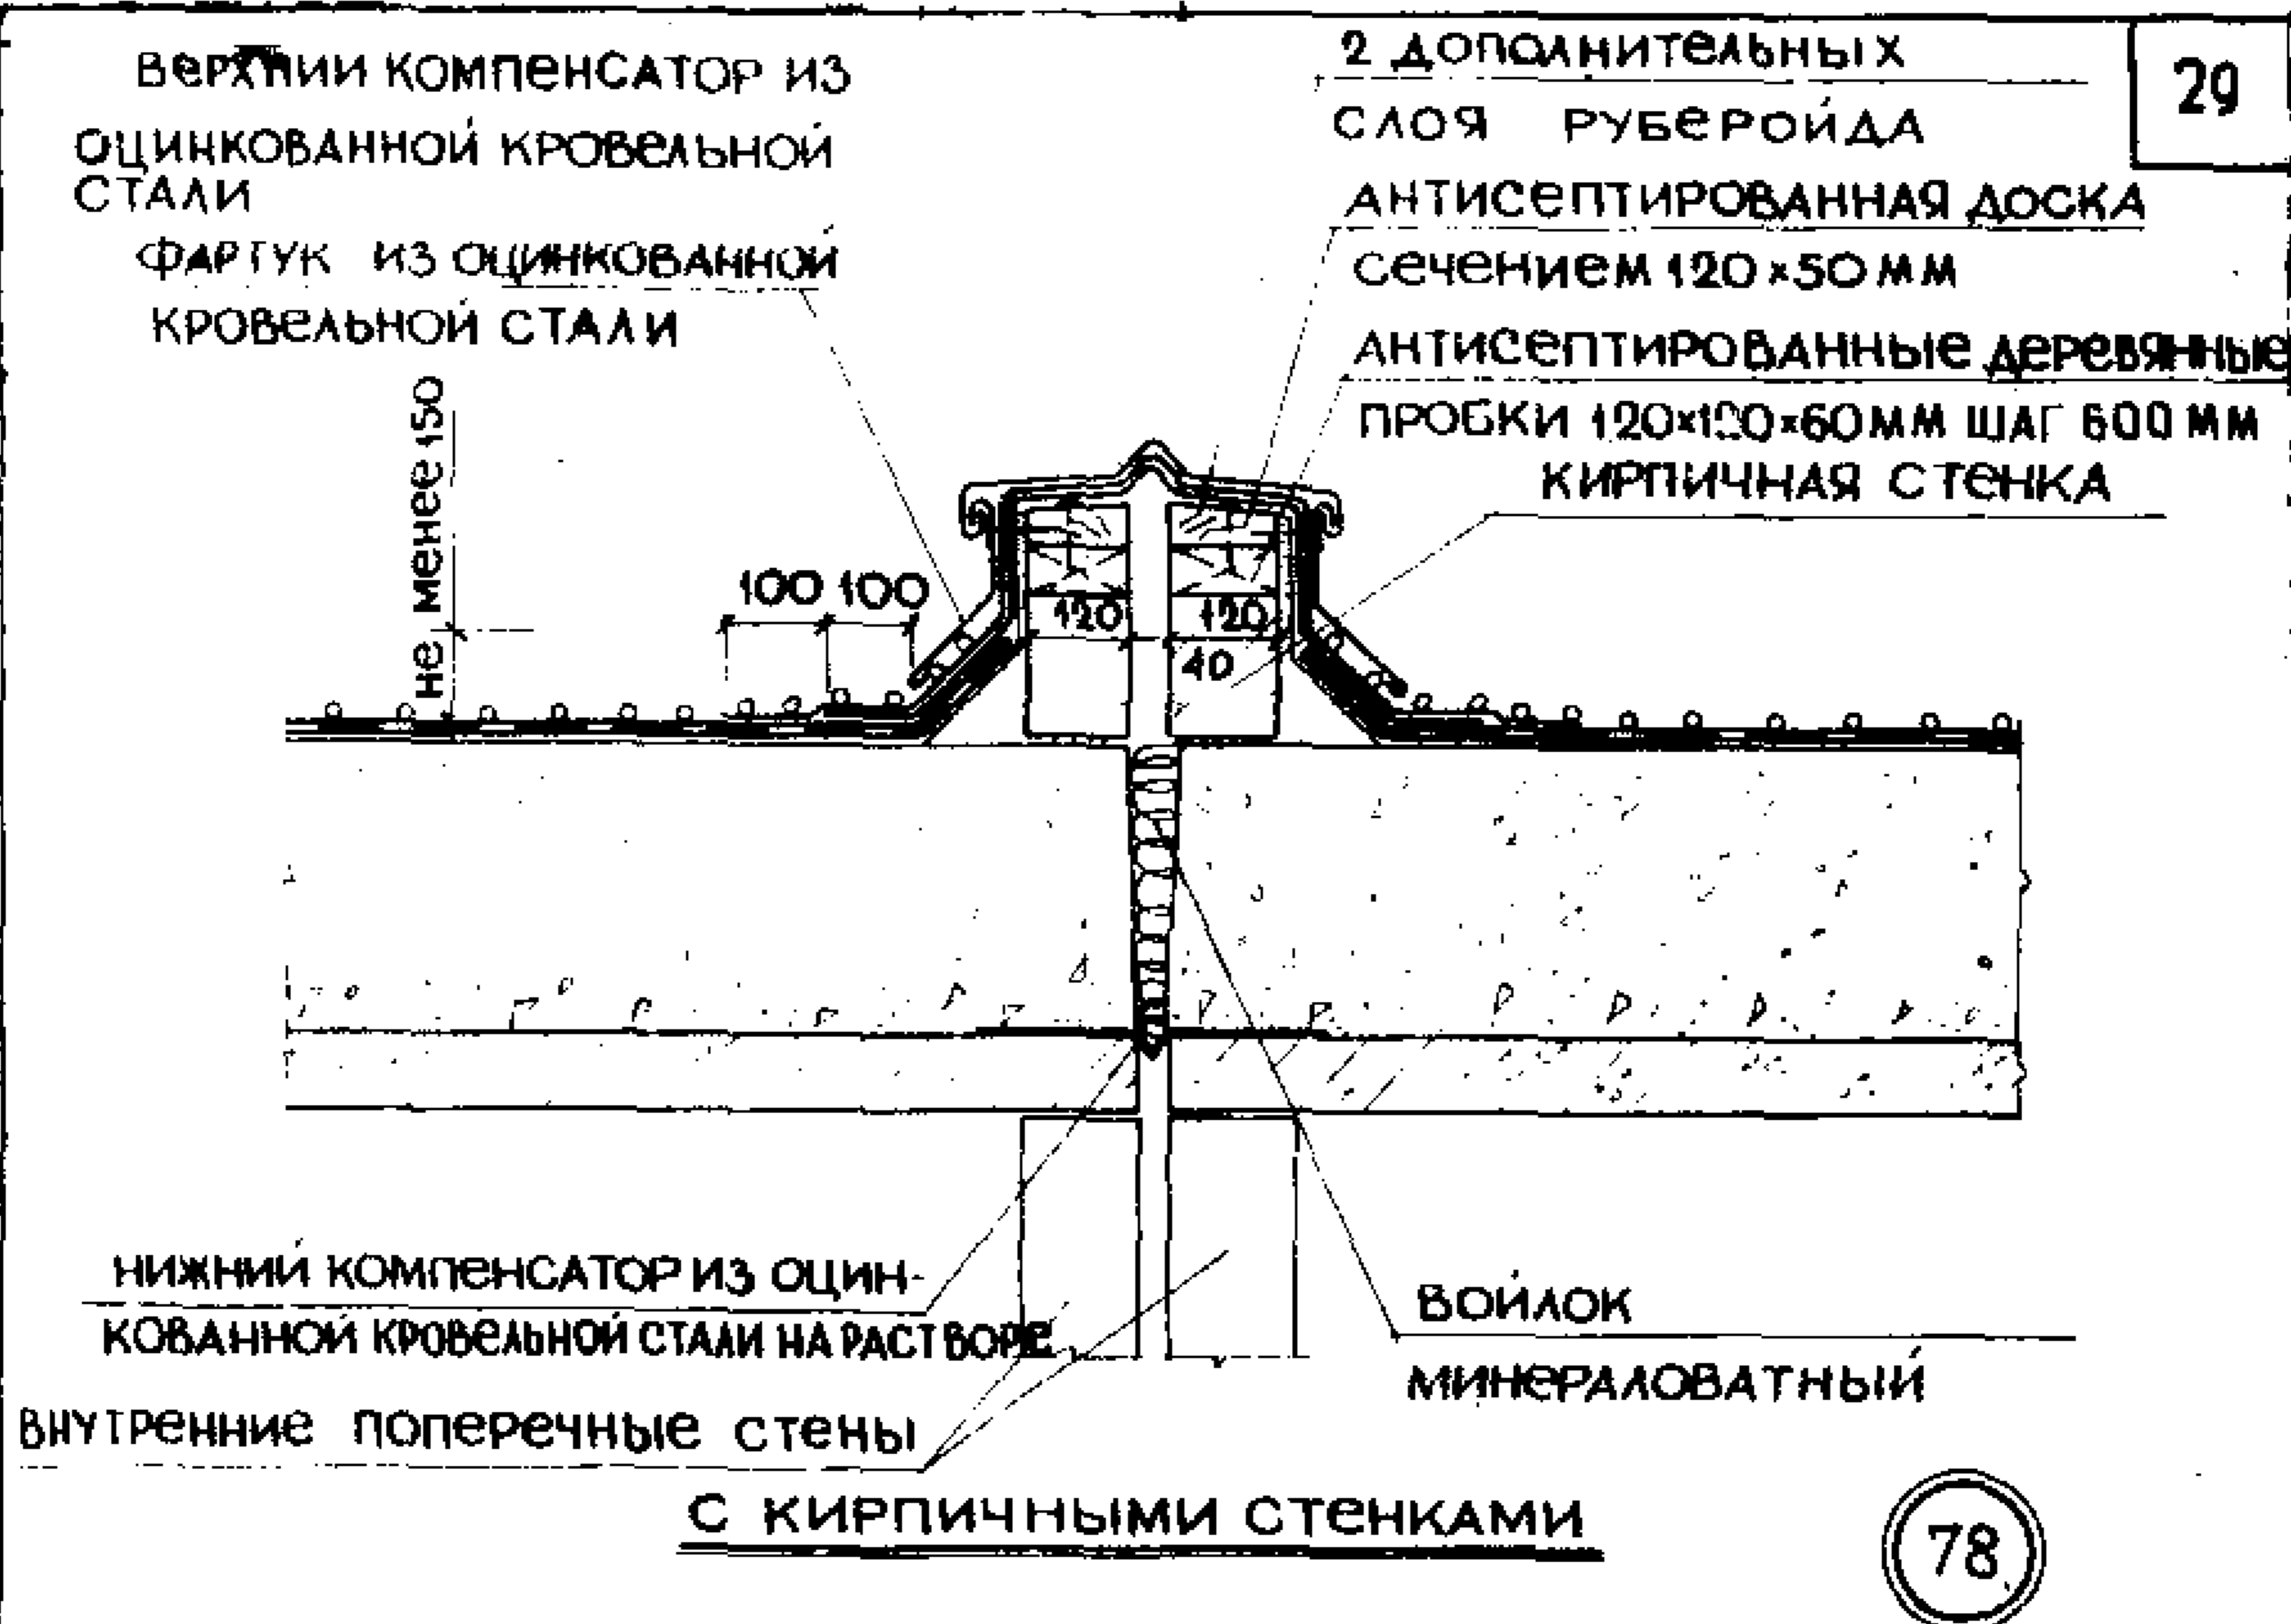 ВЕРХНИЙ КОМПЕНСАТОР ИЗ
ОЦИНКОВАННОЙ КРОВЕЛЬНОЙ
СТАЛИ
ФАРТУК ИЗ ОЦИНКОВАННОЙ
КРОВЕЛЬНОЙ СТАЛИ
2 ДОПОЛНИТЕЛЬНЫХ
СЛОЯ РУБЕРОЙДА
29
АНТИСЕПТИРОВАННАЯ ДОСКА
СЕЧЕНИЕМ 120×50 ММ
АНТИСЕПТИРОВАННЫЕ ДЕРЕВЯННЫЕ
ПРОБКИ 120×120×60 ММ ШАГ 600 ММ
КИРПИЧНАЯ СТЕНКА
НЕ МЕНЕЕ 150
100 100
120 120
40
НИЖНИЙ КОМПЕНСАТОР ИЗ ОЦИН-
КОВАННОЙ КРОВЕЛЬНОЙ СТАЛИ НА РАСТВОРЕ
ВНУТРЕННИЕ ПОПЕРЕЧНЫЕ СТЕНЫ
ВОЙЛОК
МИНЕРАЛОВАТНЫЙ
С КИРПИЧНЫМИ СТЕНКАМИ
78